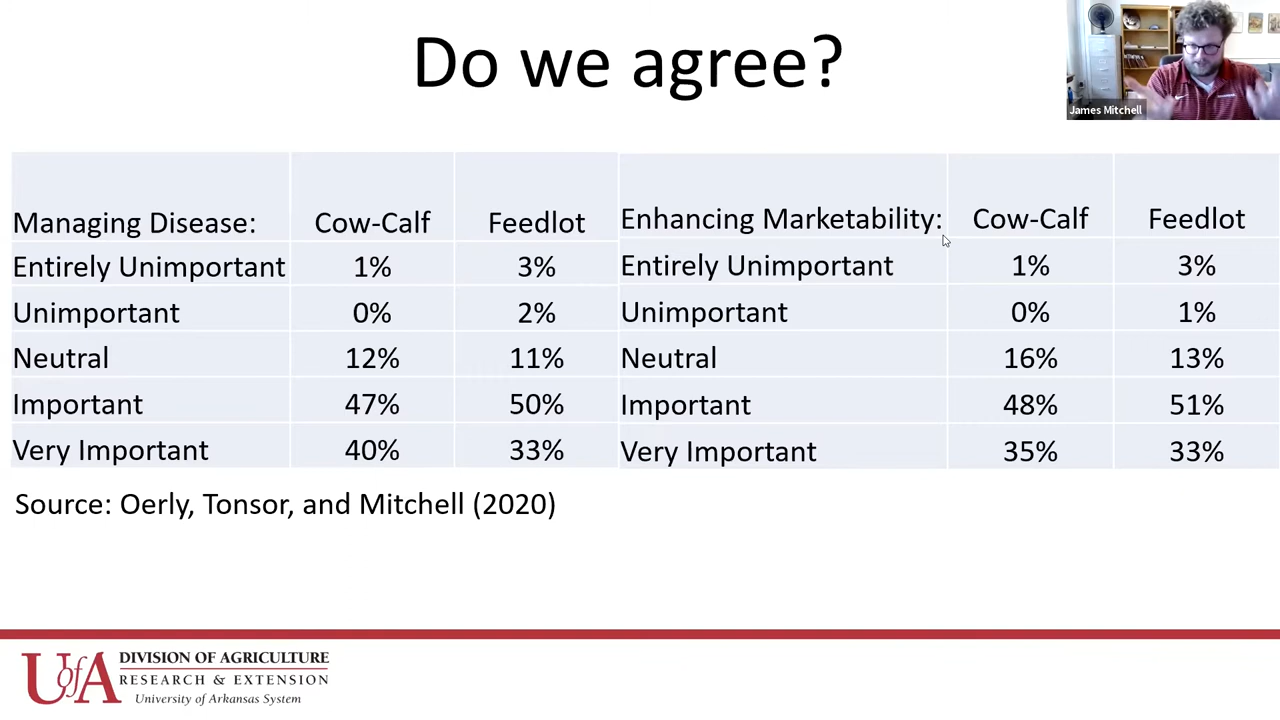 Do we agree?
James Mitchell
Managing Disease: Cow-Calf Feedlot
Entirely Unimportant 1% 3%
Unimportant 0% 2%
Neutral 12% 11%
Important 47% 50%
Very Important 40% 33%
Enhancing Marketability: Cow-Calf Feedlot
Entirely Unimportant 1% 3%
Unimportant 0% 1%
Neutral 16% 13%
Important 48% 51%
Very Important 35% 33%
Source: Oerly, Tonsor, and Mitchell (2020)
UofA DIVISION OF AGRICULTURE
RESEARCH & EXTENSION
University of Arkansas System